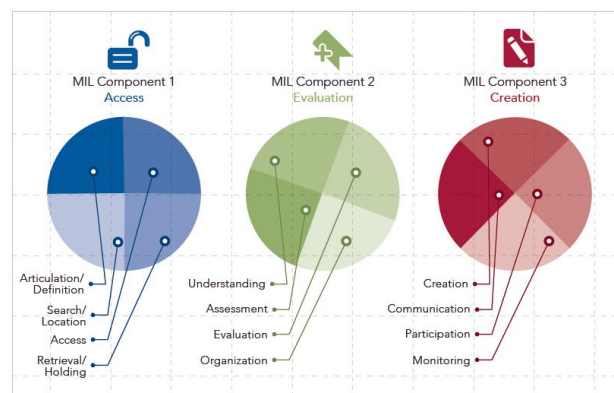 MIL Component 1
Access
MIL Component 2
Evaluation
MIL Component 3
Creation
Articulation/
Definition
Search/
Location
Access
Retrieval/
Holding
Understanding
Assessment
Evaluation
Organization
Creation
Communication
Participation
Monitoring